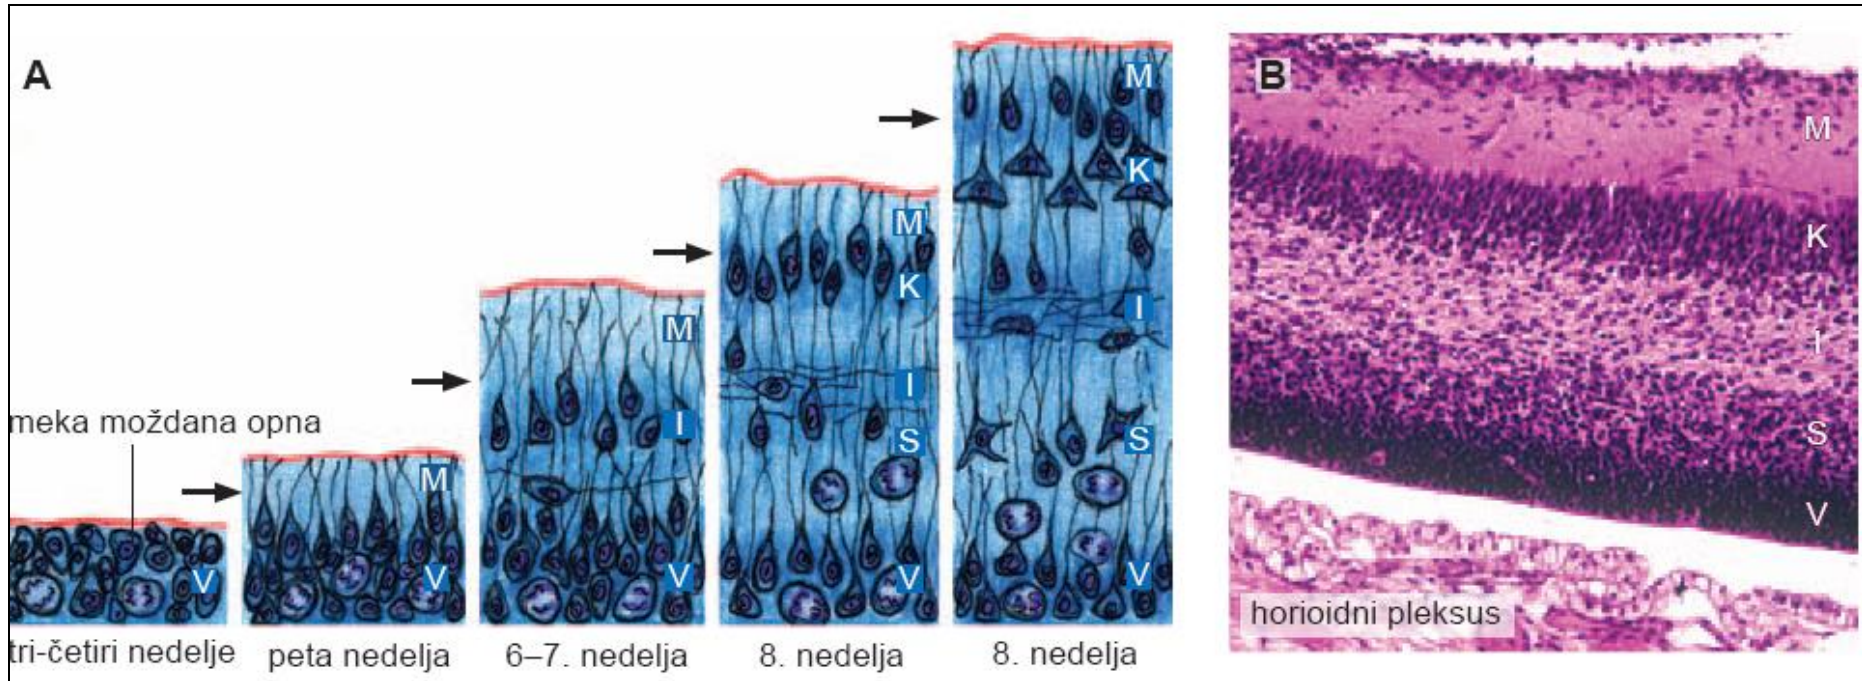 A
M
K
I
S
V
M
K
I
S
V
M
I
V
M
V
V
meka moždana opna
tri-četiri nedelje
peta nedelja
6–7. nedelja
8. nedelja
8. nedelja
B
M
K
I
S
V
horioidni pleksus